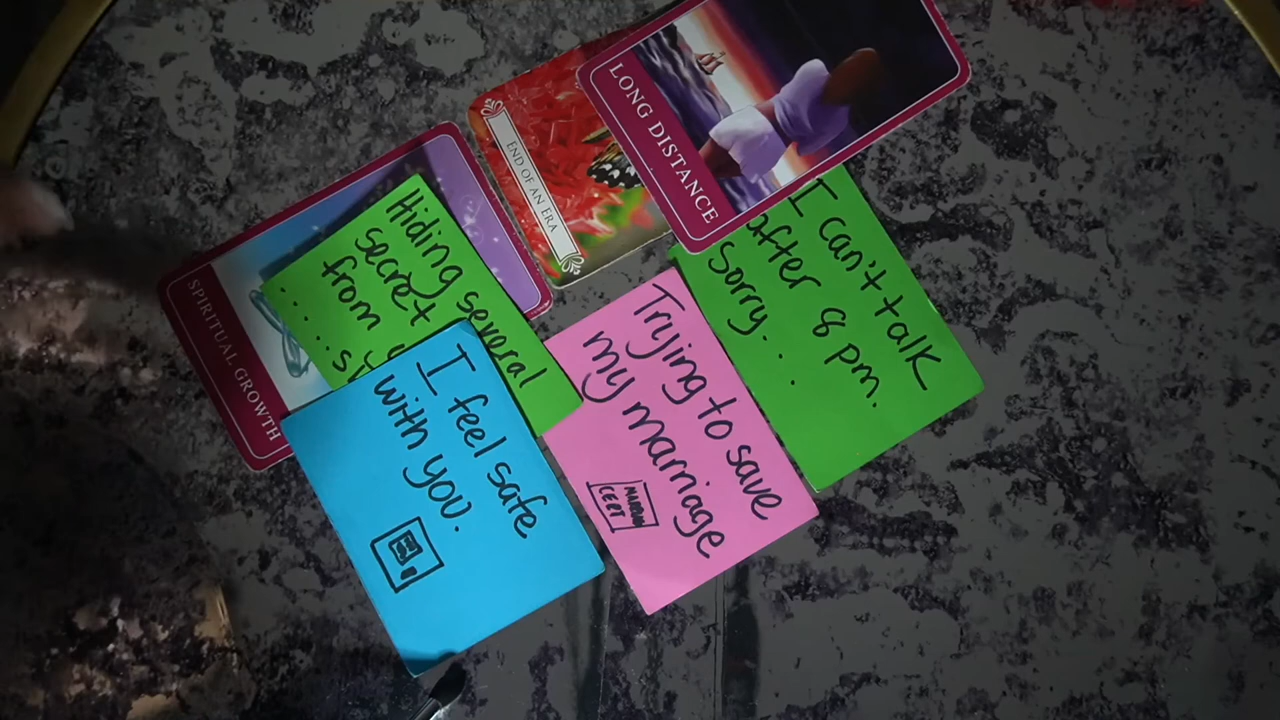 LONG DISTANCE
END OF AN ERA
SPIRITUAL GROWTH
Hiding several
secret
from
.....s
I can't talk
after 8 pm.
Sorry...
Trying to save
my marriage
CERT
I feel safe
with you.